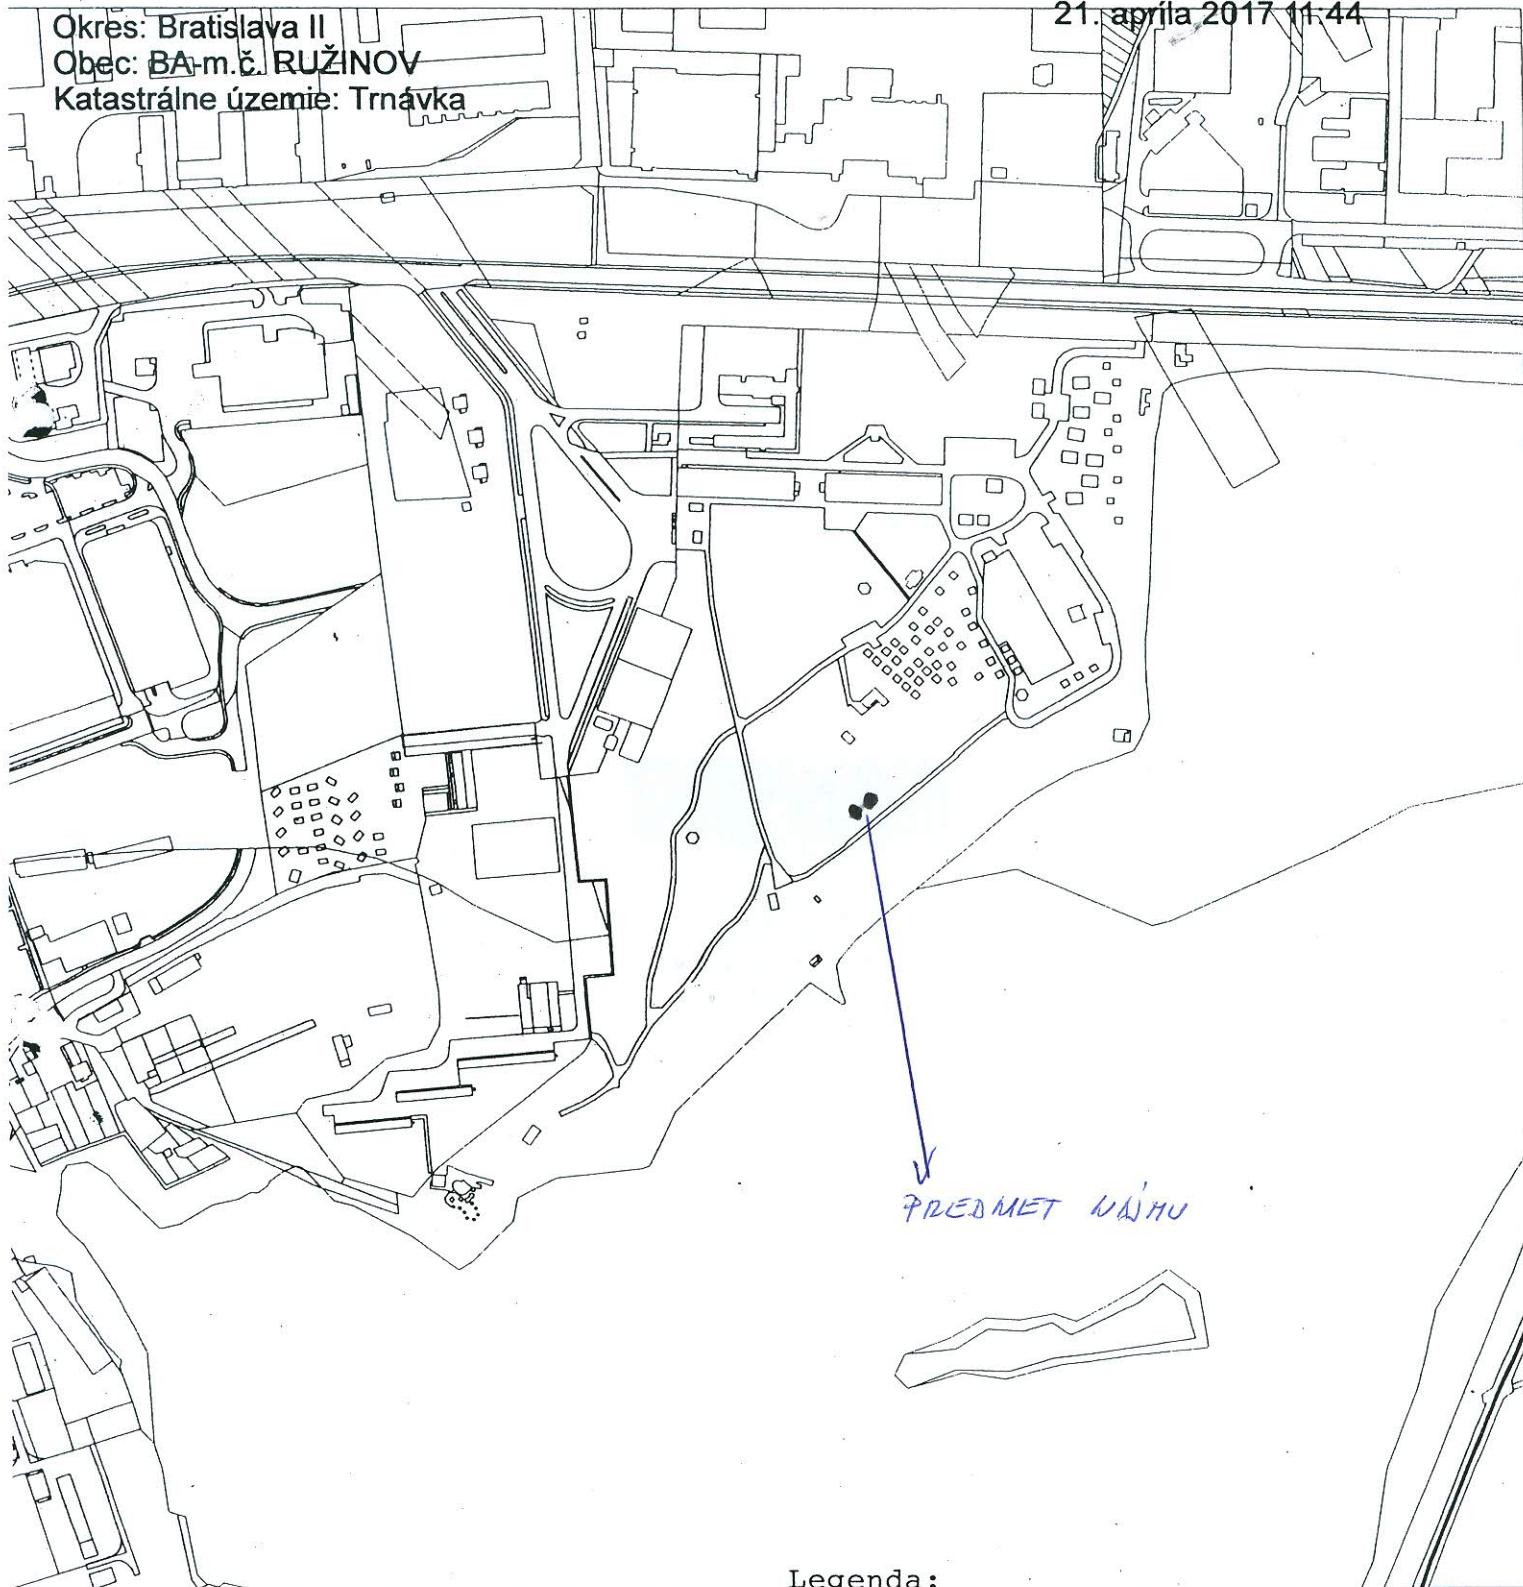 Okres: Bratislava II
Obec: BA-m.č. RUŽINOV
Katastrálne územie: Trnávka
21. apríla 2017 11:44
PREDMET NÁJMU
Legenda: